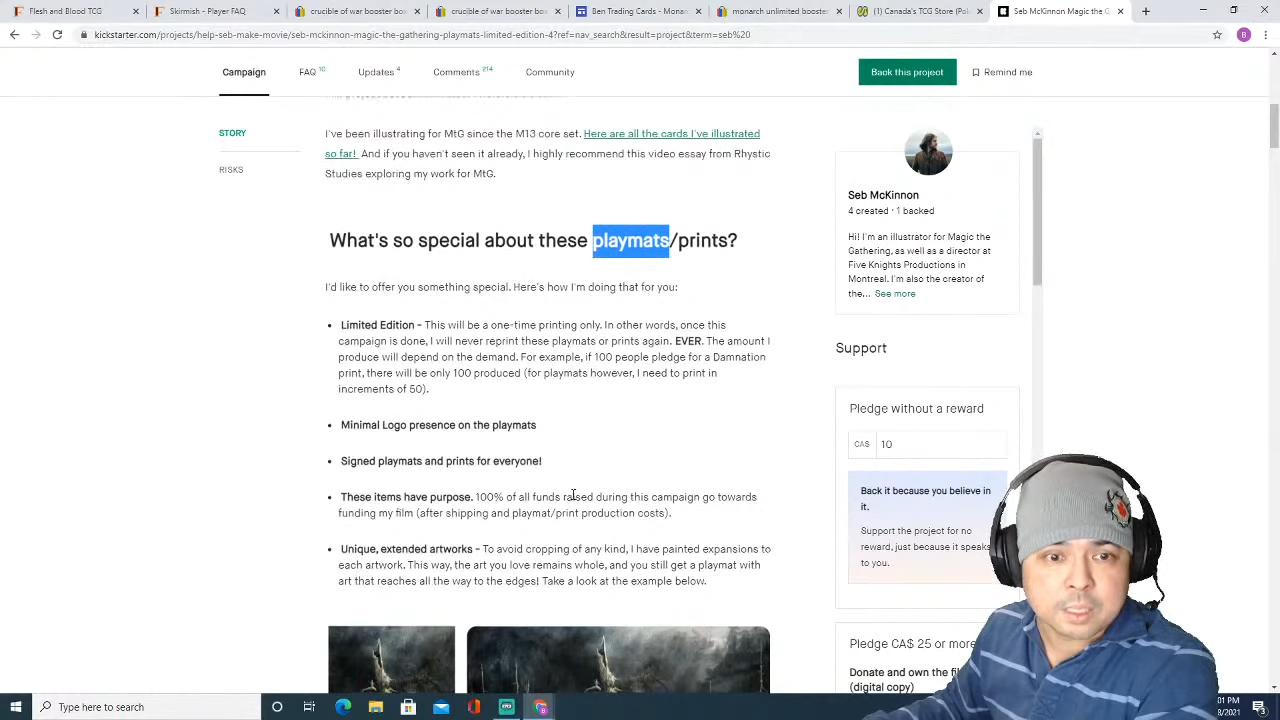 Flesh and Blood TCG
Skirmish - Player FAQ
crucible of war booster bo
crucible of war booster bo
Ben Trading Cards - Mona
monarch unlimited booste
(1) Canada's TCG Store (Pok
Seb McKinnon Magic the G
kickstarter.com/projects/help-seb-make-movie/seb-mckinnon-magic-the-gathering-playmats-limited-edition-4?ref=nav_search&result=project&term=seb%20
B
Campaign
FAQ 10
Updates 4
Comments 214
Community
Back this project
Remind me
STORY
RISKS
I've been illustrating for MtG since the M13 core set. Here are all the cards I've illustrated
so far! And if you haven't seen it already, I highly recommend this video essay from Rhystic
Studies exploring my work for MtG.
What's so special about these playmats/prints?
I'd like to offer you something special. Here's how I'm doing that for you:
• Limited Edition - This will be a one-time printing only. In other words, once this
campaign is done, I will never reprint these playmats or prints again. EVER. The amount I
produce will depend on the demand. For example, if 100 people pledge for a Damnation
print, there will be only 100 produced (for playmats however, I need to print in
increments of 50).
• Minimal Logo presence on the playmats
• Signed playmats and prints for everyone!
• These items have purpose. 100% of all funds raised during this campaign go towards
funding my film (after shipping and playmat/print production costs).
• Unique, extended artworks - To avoid cropping of any kind, I have painted expansions to
each artwork. This way, the art you love remains whole, and you still get a playmat with
art that reaches all the way to the edges! Take a look at the example below.
Seb McKinnon
4 created · 1 backed
Hi! I'm an illustrator for Magic the
Gathering, as well as a director at
Five Knights Productions in
Montreal. I'm also the creator of
the... See more
Support
Pledge without a reward
CA$ 10
Back it because you believe in
it.
Support the project for no
reward, just because it speaks
to you.
Pledge CA$ 25 or more
Donate and own the fil
(digital copy)
Type here to search
:01 PM
8/2021